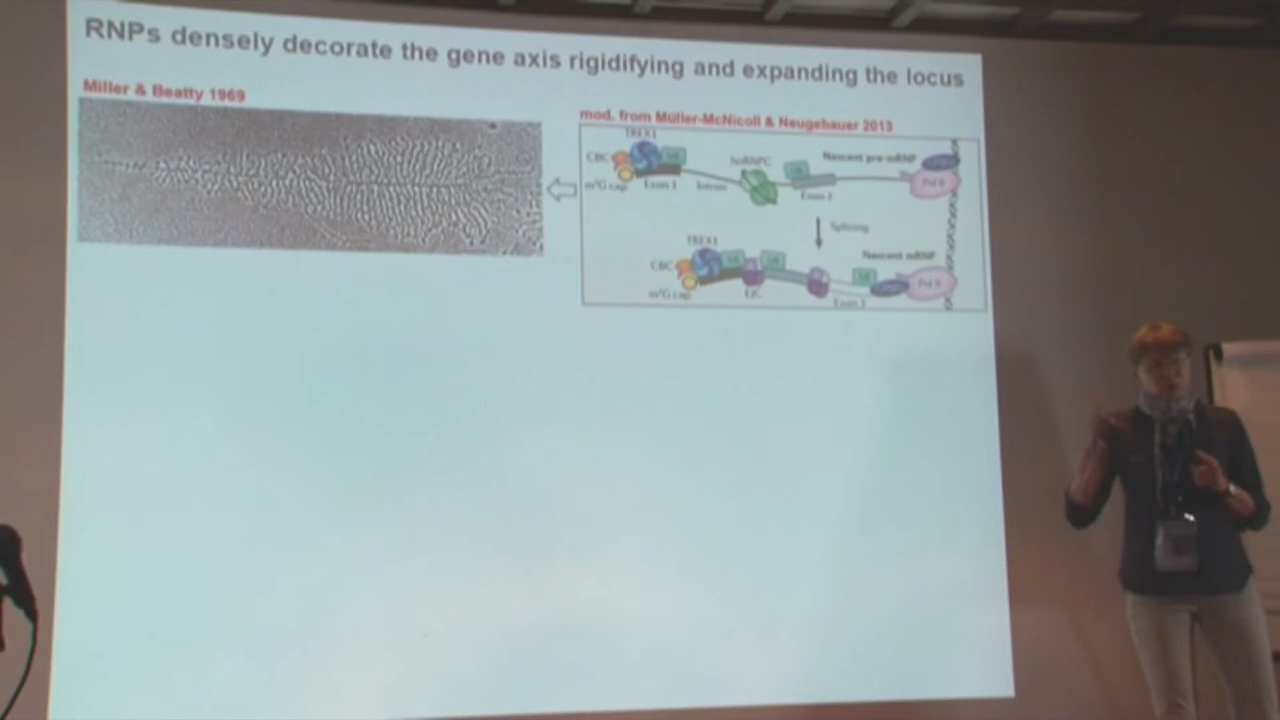 RNPs densely decorate the gene axis rigidifying and expanding the locus
Miller & Beatty 1969
mod. from Müller-McNicoll & Neugebauer 2013
TREX1
CBC
hnRNPC
Nascent pre-mRNP
m⁷G cap
Exon 1
Intron
Exon 2
Pol II
Splicing
TREX1
Nascent mRNP
CBC
Pol II
m⁷G cap
EJC
Exon 3